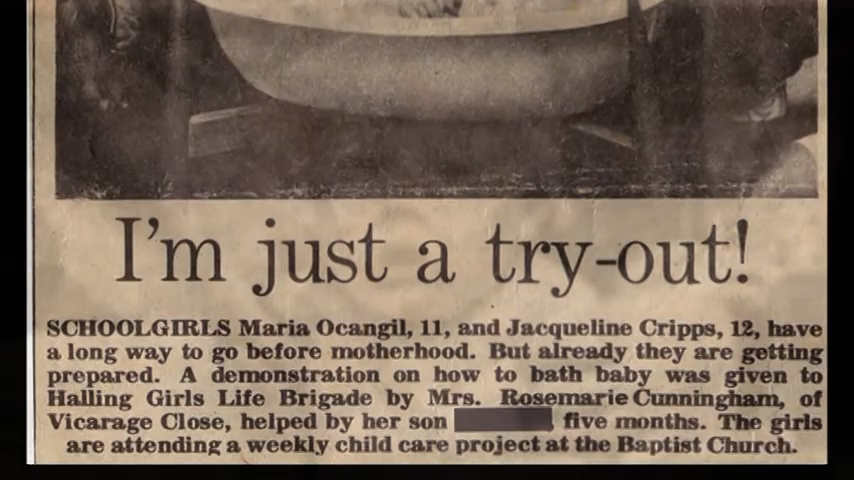 I'm just a try-out!
SCHOOLGIRLS Maria Ocangil, 11, and Jacqueline Cripps, 12, have
a long way to go before motherhood. But already they are getting
prepared. A demonstration on how to bath baby was given to
Halling Girls Life Brigade by Mrs. Rosemarie Cunningham, of
Vicarage Close, helped by her son five months. The girls
are attending a weekly child care project at the Baptist Church.